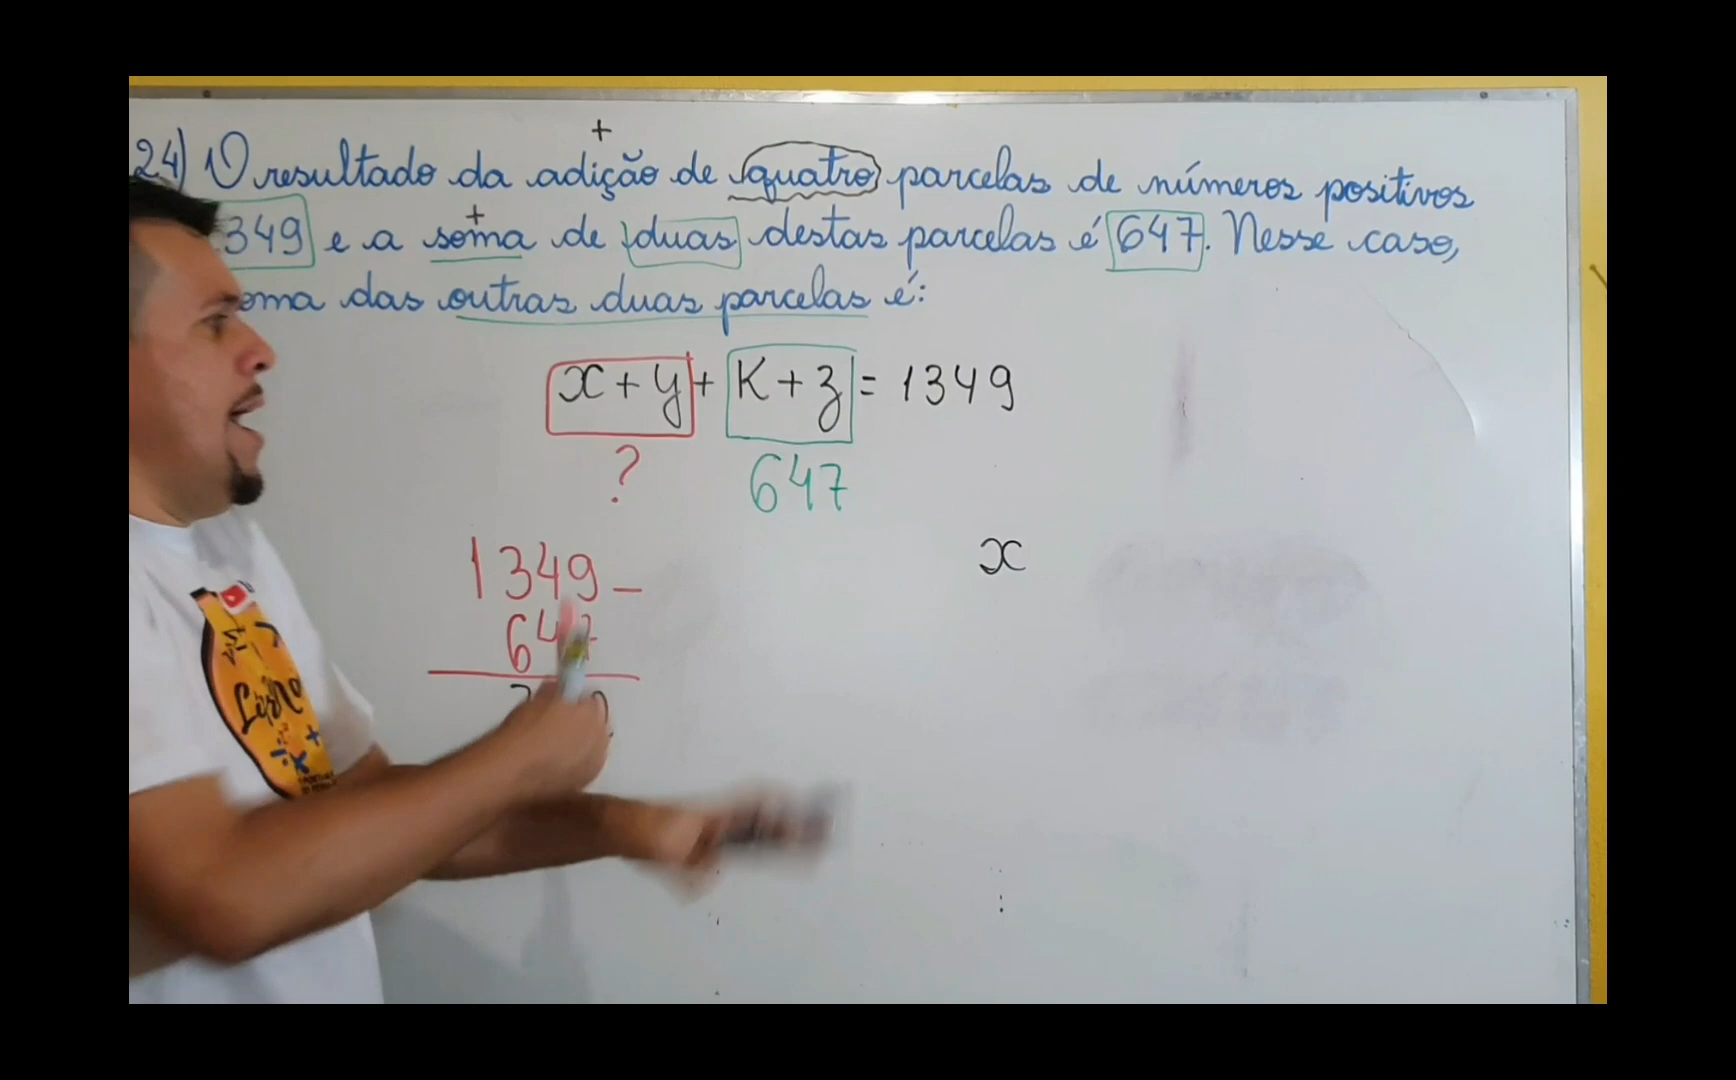 24) O resultado da adição de quatro parcelas de números positivos
349 e a soma de duas destas parcelas é 647. Nesse caso,
oma das outras duas parcelas é:
x + y + K + z = 1349
? 647
1349 -
x
64